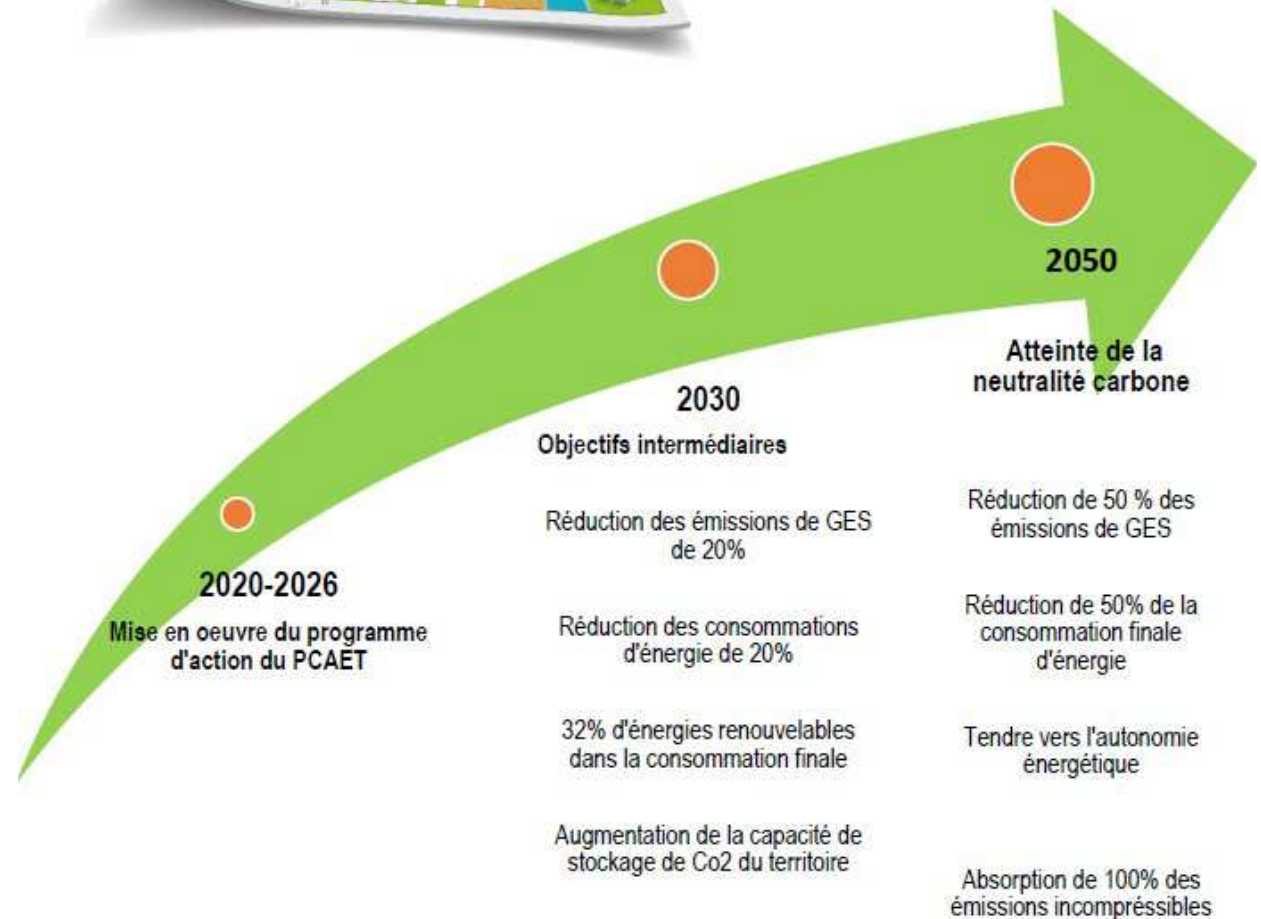 2050
Atteinte de la
neutralité carbone
Réduction de 50 % des
émissions de GES
Réduction de 50% de la
consommation finale
d'énergie
Tendre vers l'autonomie
énergétique
Absorption de 100% des
émissions incompréssibles
2030
Objectifs intermédiaires
Réduction des émissions de GES
de 20%
Réduction des consommations
d'énergie de 20%
32% d'énergies renouvelables
dans la consommation finale
Augmentation de la capacité de
stockage de Co2 du territoire
2020-2026
Mise en oeuvre du programme
d'action du PCAET